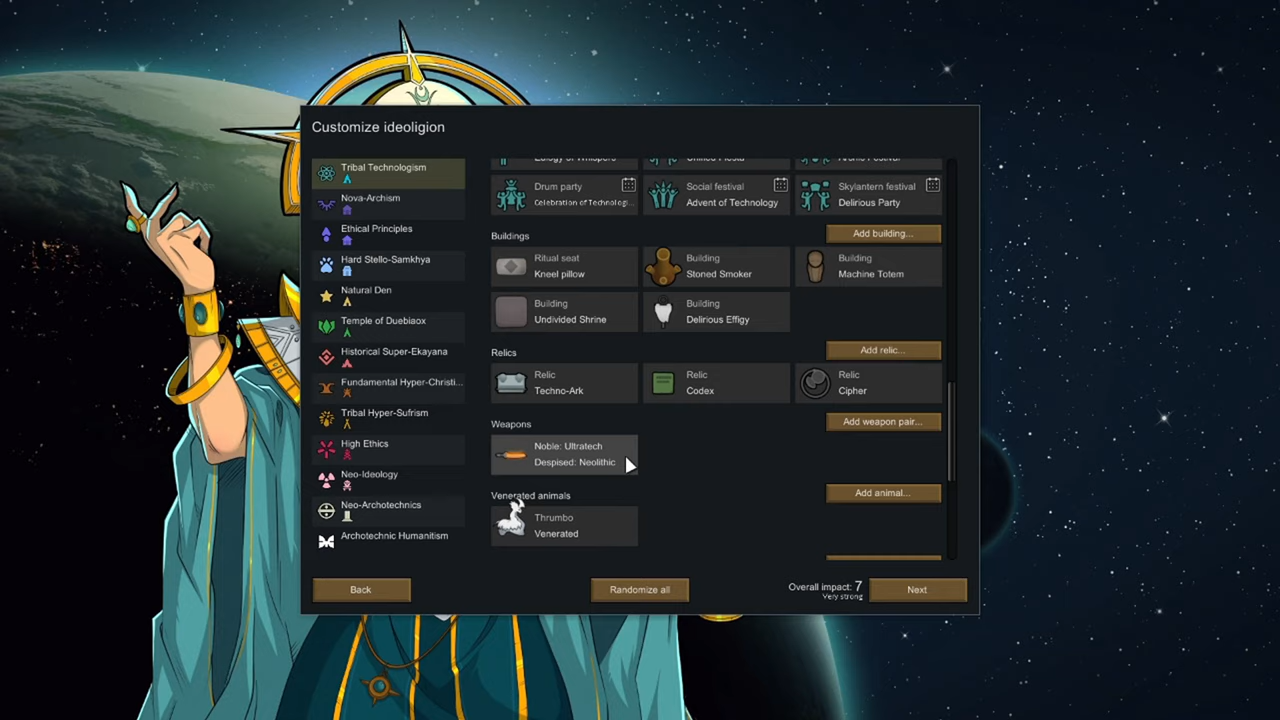 Customize ideoligion
Tribal Technologism
Nova-Archism
Ethical Principles
Hard Stello-Samkhya
Natural Den
Temple of Duebiaox
Historical Super-Ekayana
Fundamental Hyper-Christi...
Tribal Hyper-Sufrism
High Ethics
Neo-Ideology
Neo-Archotechnics
Archotechnic Humanitism
Eulogy of Whispers
Unified Fiesta
Drum party
Celebration of Technologi...
Social festival
Advent of Technology
Skylantern festival
Delirious Party
Buildings
Add building...
Ritual seat
Kneel pillow
Building
Stoned Smoker
Building
Machine Totem
Building
Undivided Shrine
Building
Delirious Effigy
Relics
Add relic...
Relic
Techno-Ark
Relic
Codex
Relic
Cipher
Weapons
Add weapon pair...
Noble: Ultratech
Despised: Neolithic
Venerated animals
Add animal...
Thrumbo
Venerated
Back
Randomize all
Overall impact: 7
Very strong
Next